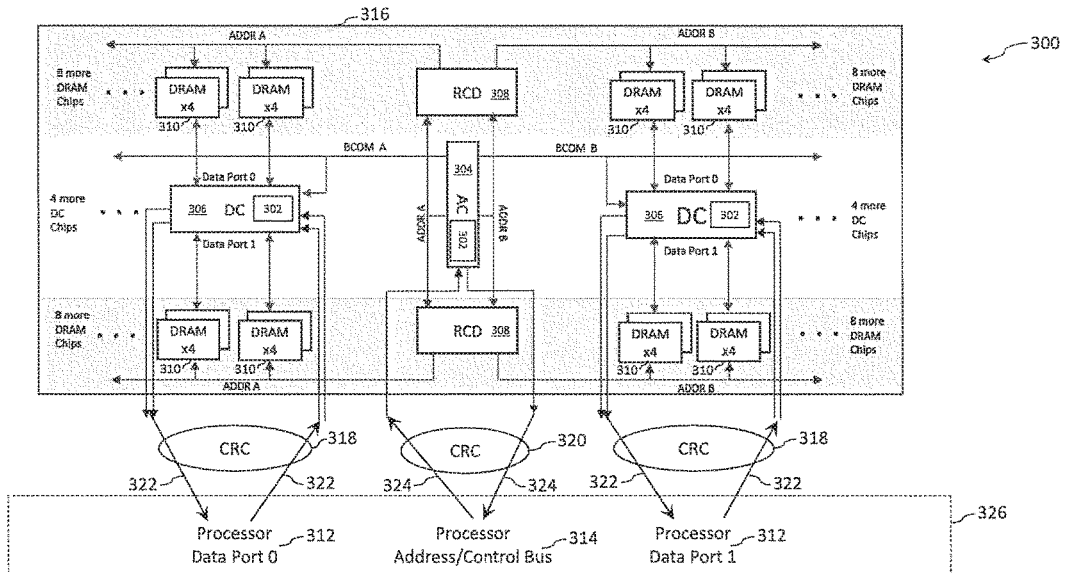 316
300
ADDR A
ADDR B
8 more
DRAM
Chips
DRAM
x4
310
DRAM
x4
310
RCD 308
DRAM
x4
310
DRAM
x4
310
8 more
DRAM
Chips
BCOM A
BCOM B
304
AC
302
ADDR A
ADDR B
4 more
DC
Chips
Data Port 0
306 DC 302
Data Port 1
Data Port 0
306 DC 302
Data Port 1
4 more
DC
Chips
8 more
DRAM
Chips
DRAM
x4
310
DRAM
x4
310
RCD 308
DRAM
x4
310
DRAM
x4
310
8 more
DRAM
Chips
ADDR A
ADDR B
CRC 318
CRC 320
CRC 318
322
322
324
324
322
322
326
Processor
Data Port 0 312
Processor
Address/Control Bus 314
Processor
Data Port 1 312